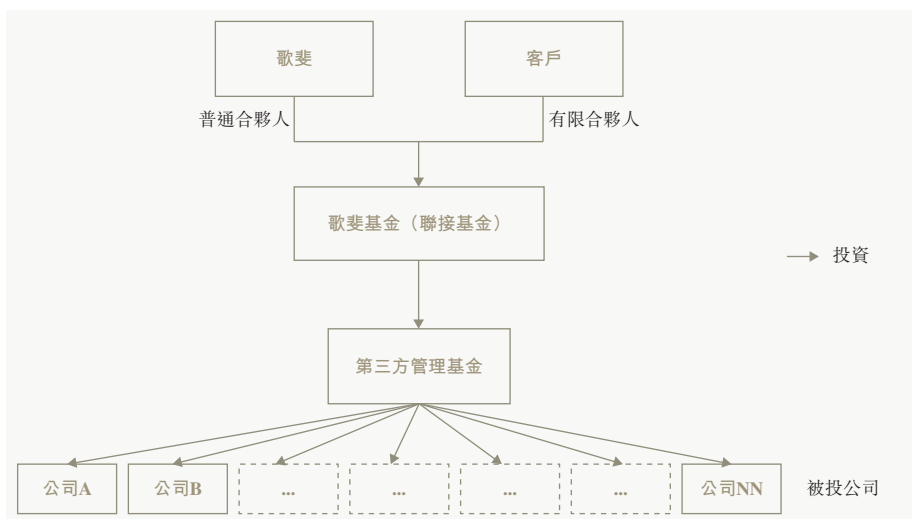 歌斐
客戶
普通合夥人
有限合夥人
歌斐基金（聯接基金）
投資
第三方管理基金
公司A
公司B
...
...
...
...
公司NN
被投公司